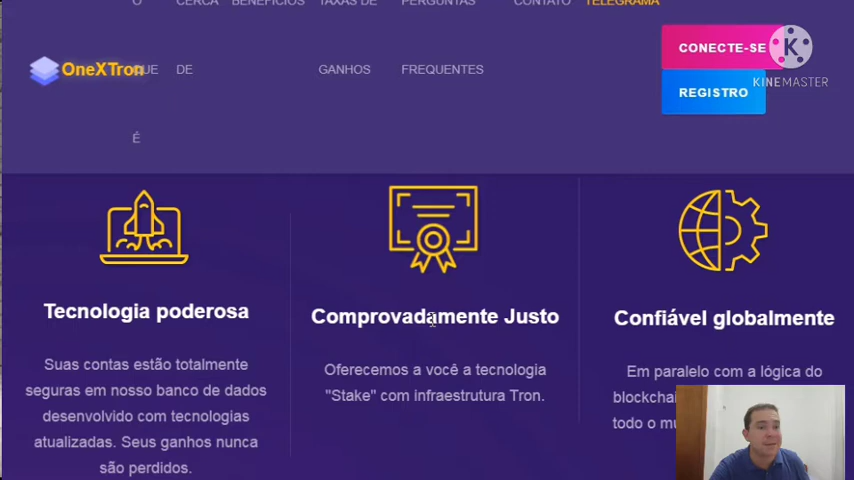 O
CERCA
BENEFÍCIOS
TAXAS DE
PERGUNTAS
CONTATO
TELEGRAMA
CONECTE-SE
K
KINEMASTER
OneXTron
QUE
DE
GANHOS
FREQUENTES
REGISTRO
É
Tecnologia poderosa
Suas contas estão totalmente
seguras em nosso banco de dados
desenvolvido com tecnologias
atualizadas. Seus ganhos nunca
são perdidos.
Comprovadamente Justo
Oferecemos a você a tecnologia
"Stake" com infraestrutura Tron.
Confiável globalmente
Em paralelo com a lógica do
todo o